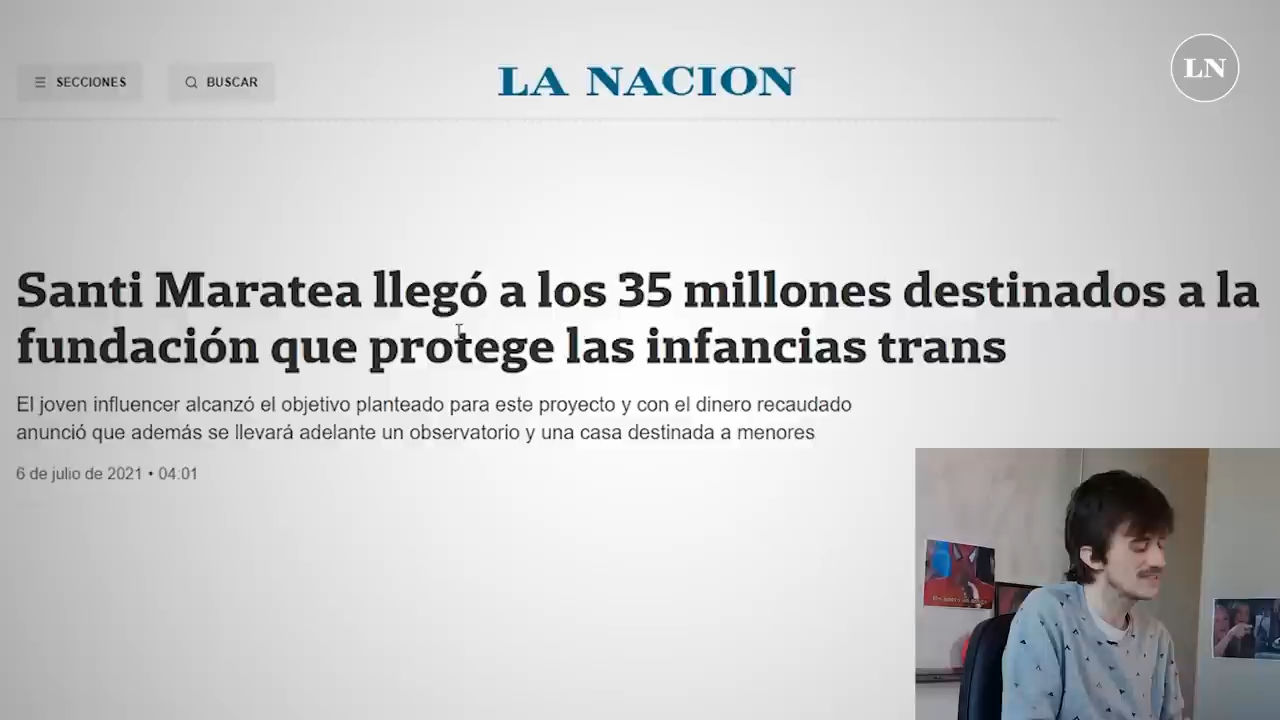 SECCIONES
BUSCAR
LA NACION
LN
Santi Maratea llegó a los 35 millones destinados a la
fundación que protege las infancias trans
El joven influencer alcanzó el objetivo planteado para este proyecto y con el dinero recaudado
anunció que además se llevará adelante un observatorio y una casa destinada a menores
6 de julio de 2021 • 04:01